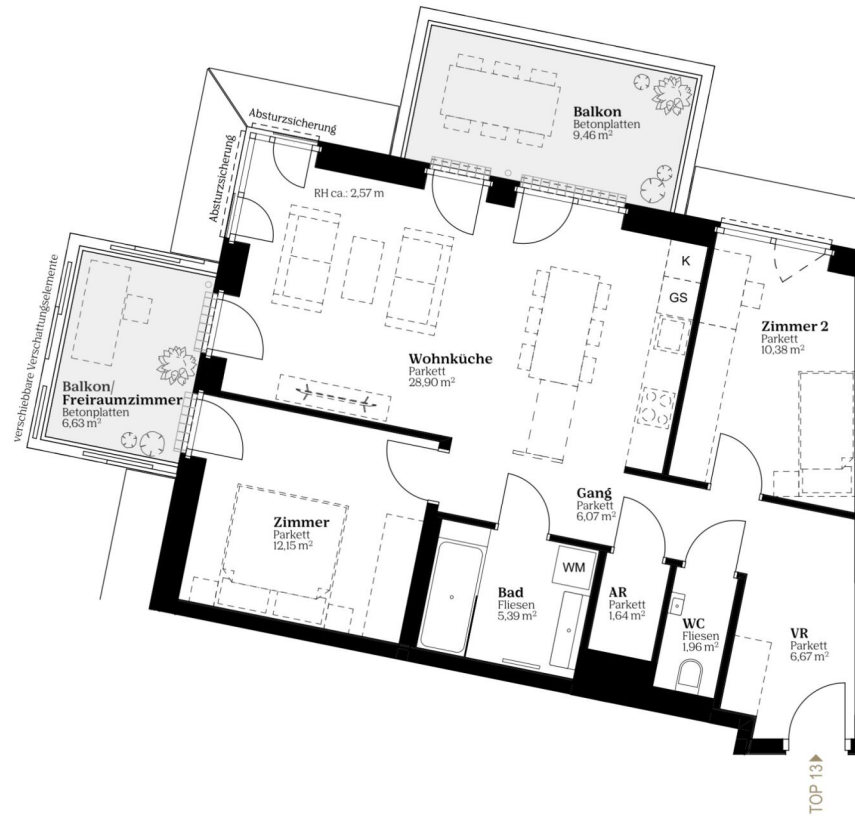 Balkon
Betonplatten
9,46 m²
Absturzsicherung
Absturzsicherung
RH ca.: 2,57 m
K
GS
Zimmer 2
Parkett
10,38 m²
Wohnküche
Parkett
28,90 m²
verschiebbare Verschattungselemente
Balkon/
Freiraumzimmer
Betonplatten
6,63 m²
Zimmer
Parkett
12,15 m²
Gang
Parkett
6,07 m²
WM
Bad
Fliesen
5,39 m²
AR
Parkett
1,64 m²
WC
Fliesen
1,96 m²
VR
Parkett
6,67 m²
TOP 13